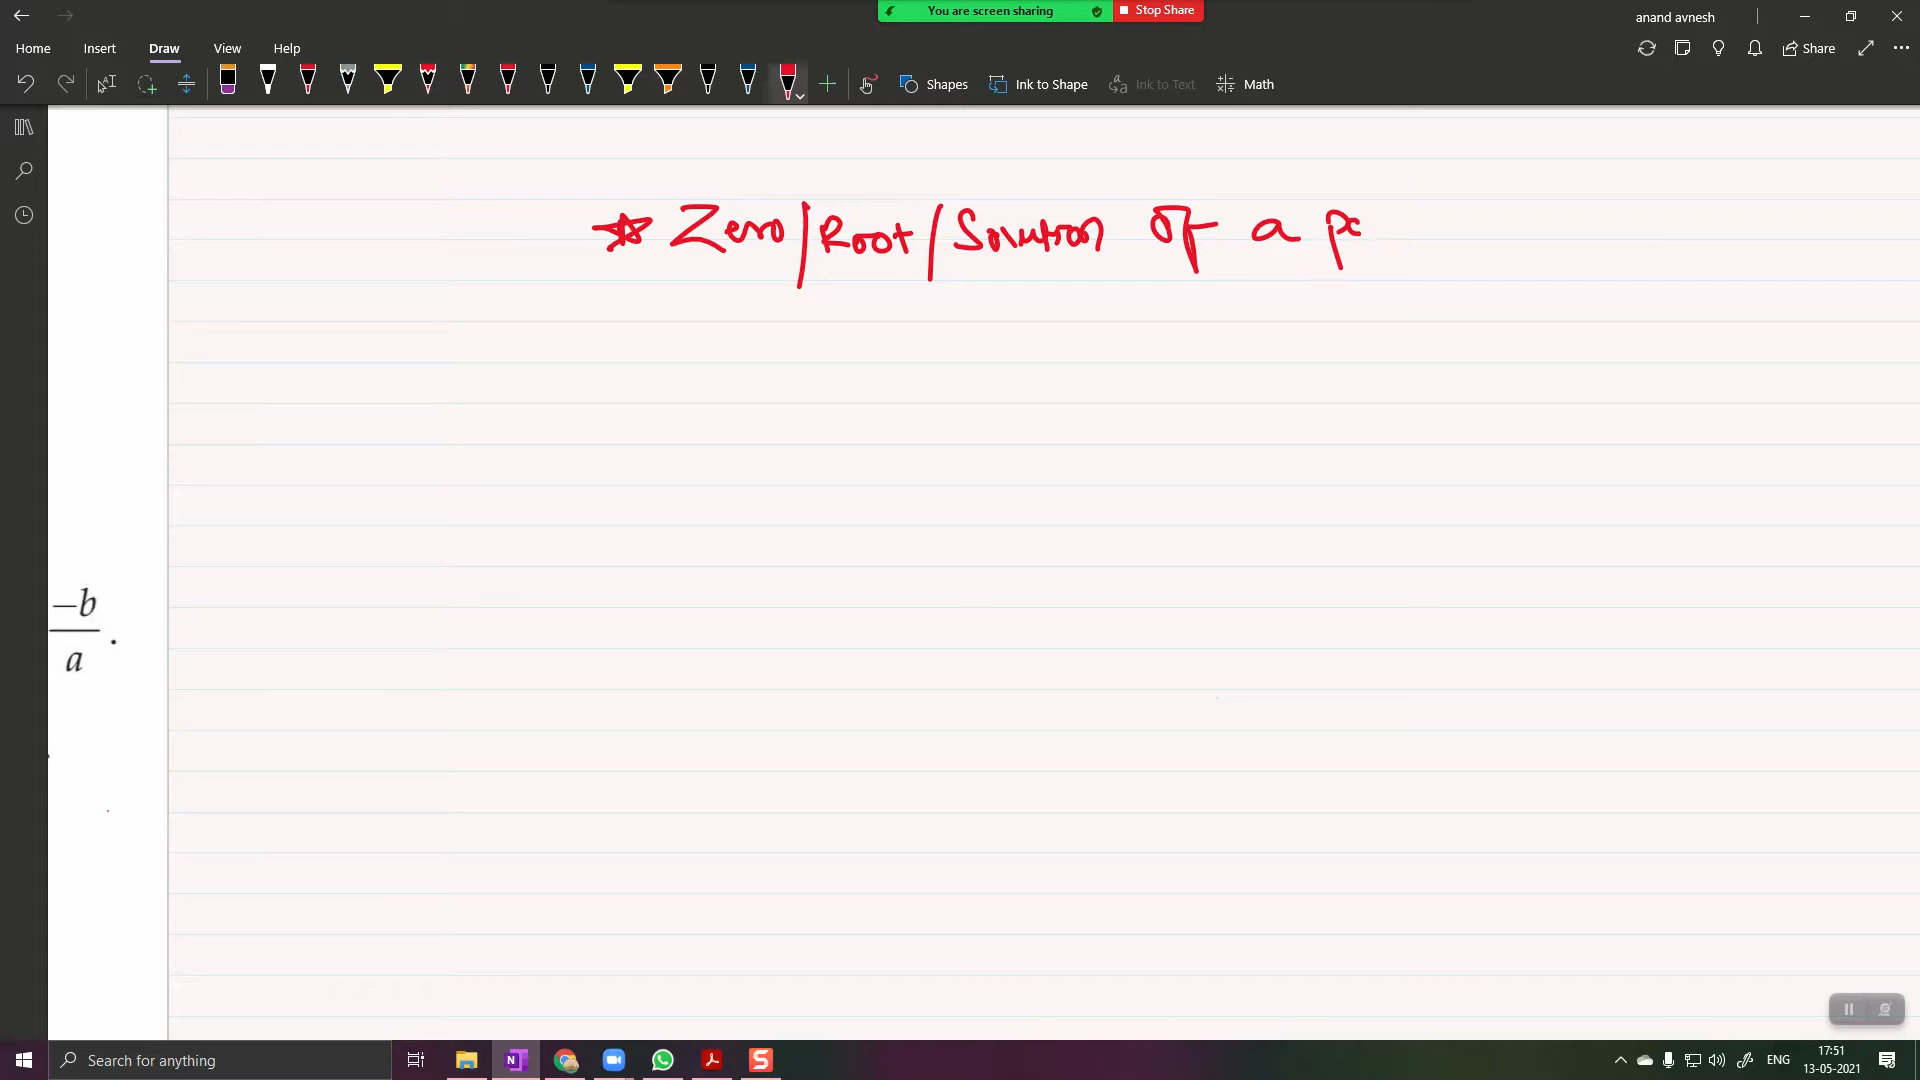 You are screen sharing
Stop Share
anand avnesh
Home Insert Draw View Help
Share
Shapes Ink to Shape Ink to Text Math
☆ Zero/Root/Solution of a po
-b
a .
Search for anything
ENG
17:51
13-05-2021